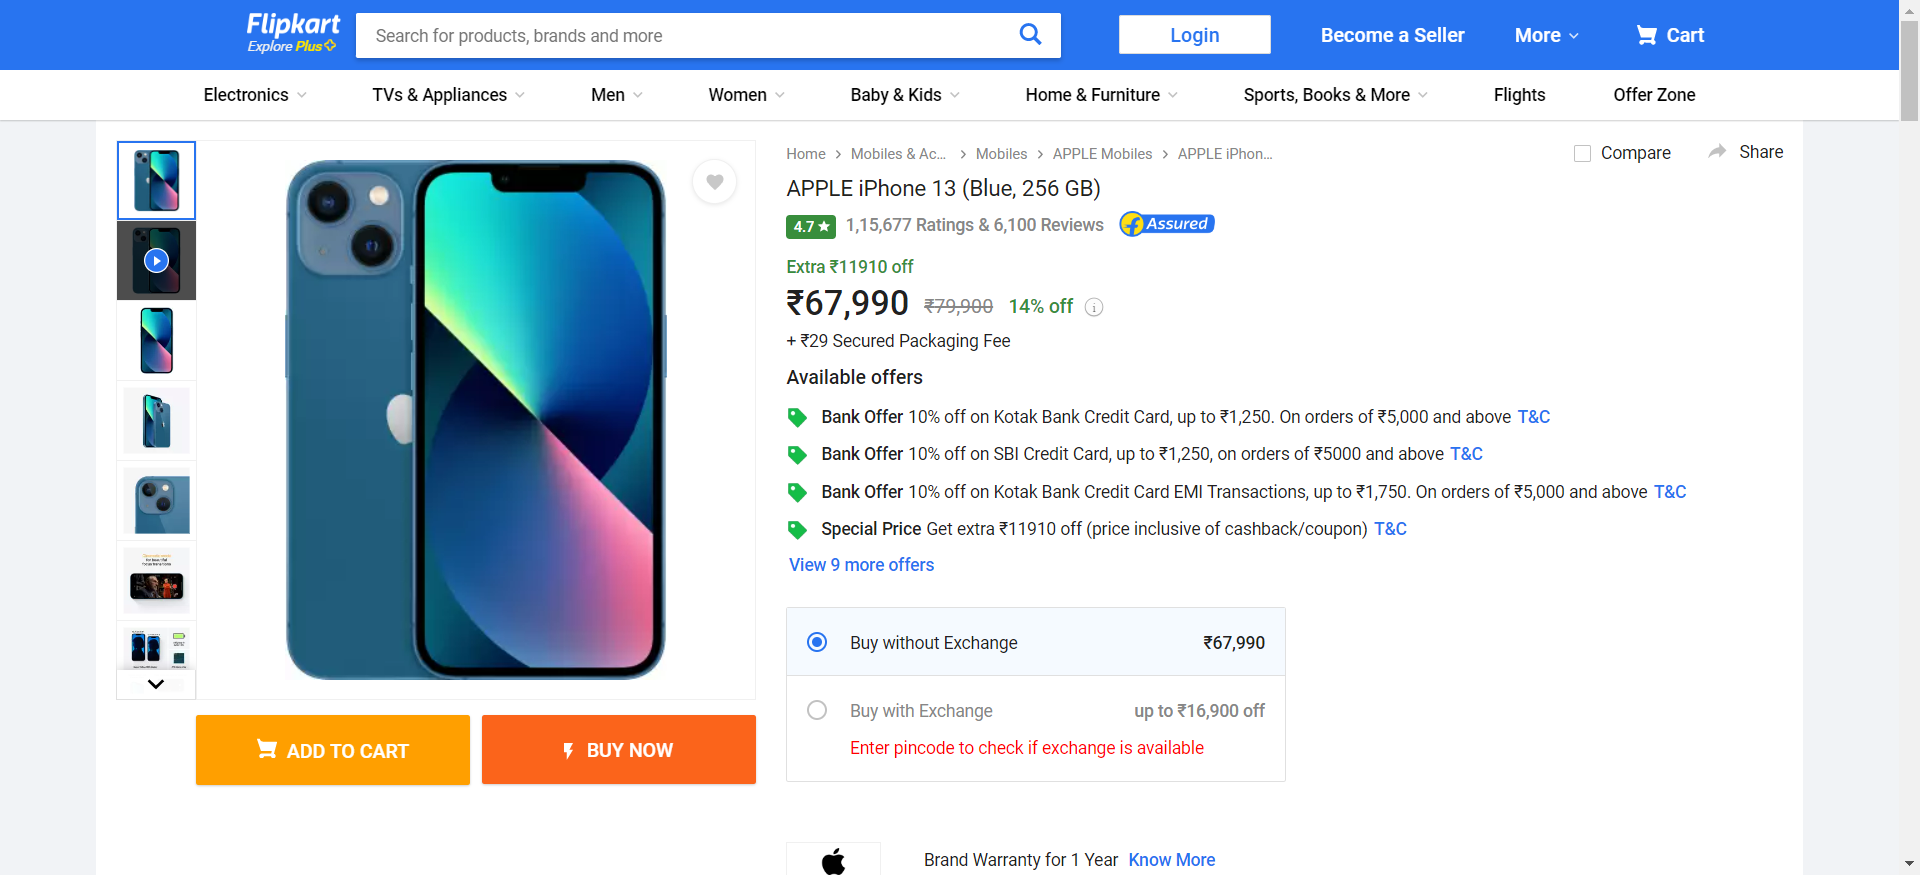 Flipkart
Explore Plus
Search for products, brands and more
Login
Become a Seller
More
Cart
Electronics
TVs & Appliances
Men
Women
Baby & Kids
Home & Furniture
Sports, Books & More
Flights
Offer Zone
Home
Mobiles & Ac...
Mobiles
APPLE Mobiles
APPLE iPhon...
Compare
Share
APPLE iPhone 13 (Blue, 256 GB)
4.7★ 1,15,677 Ratings & 6,100 Reviews Assured
Extra ₹11910 off
₹67,990 ₹79,900 14% off
+ ₹29 Secured Packaging Fee
Available offers
Bank Offer 10% off on Kotak Bank Credit Card, up to ₹1,250. On orders of ₹5,000 and above T&C
Bank Offer 10% off on SBI Credit Card, up to ₹1,250, on orders of ₹5000 and above T&C
Bank Offer 10% off on Kotak Bank Credit Card EMI Transactions, up to ₹1,750. On orders of ₹5,000 and above T&C
Special Price Get extra ₹11910 off (price inclusive of cashback/coupon) T&C
View 9 more offers
Buy without Exchange ₹67,990
Buy with Exchange up to ₹16,900 off
Enter pincode to check if exchange is available
ADD TO CART
BUY NOW
Brand Warranty for 1 Year Know More